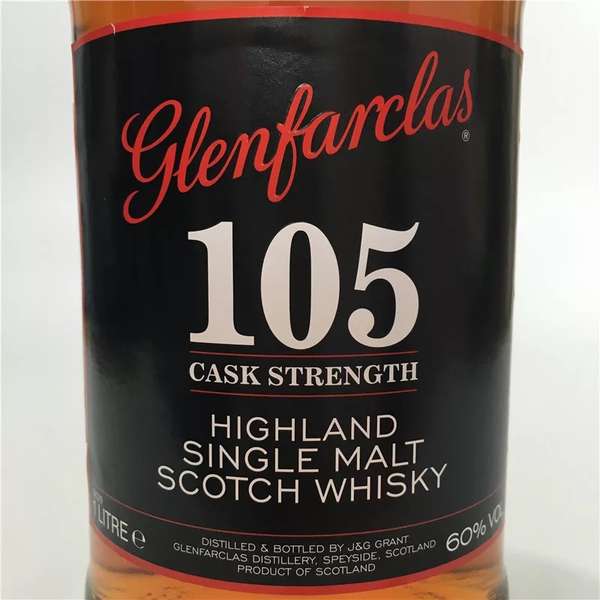 Glenfarclas®
105
CASK STRENGTH
HIGHLAND
SINGLE MALT
SCOTCH WHISKY
1 LITRE ℮
DISTILLED & BOTTLED BY J&G GRANT
GLENFARCLAS DISTILLERY, SPEYSIDE, SCOTLAND
PRODUCT OF SCOTLAND
60% VOL